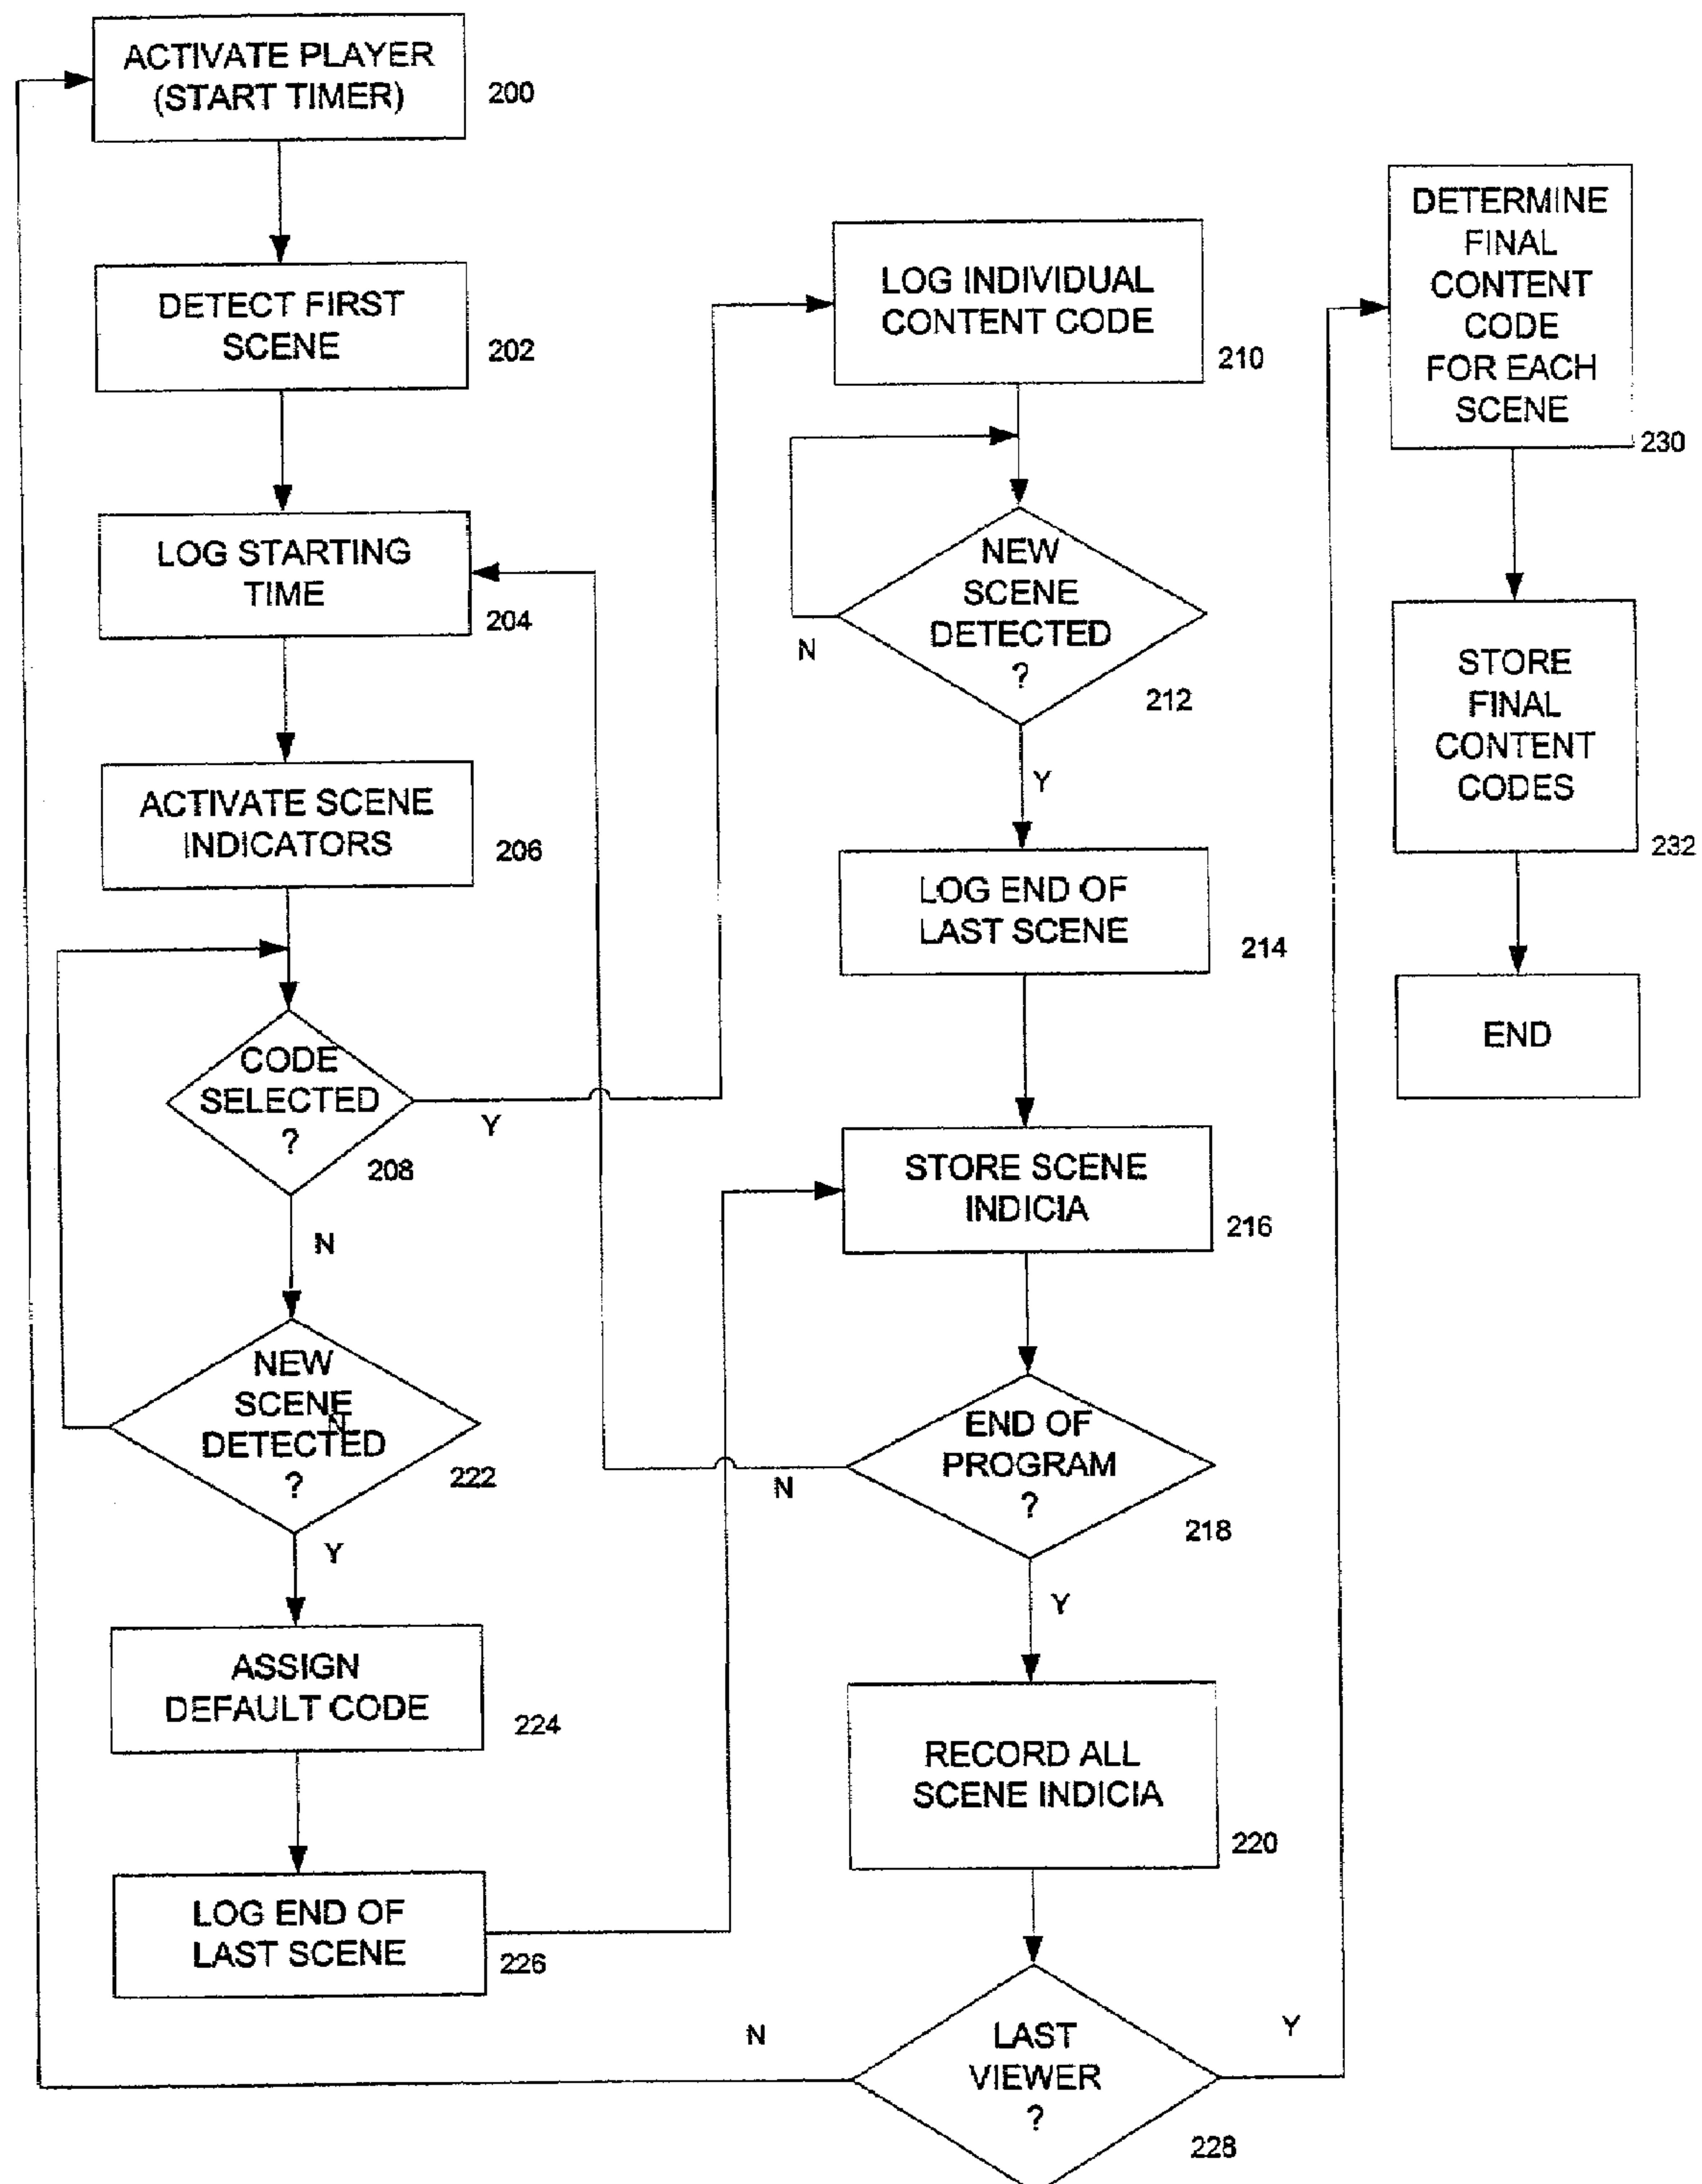 ACTIVATE PLAYER
(START TIMER)
200
DETECT FIRST
SCENE
202
LOG STARTING
TIME
204
ACTIVATE SCENE
INDICATORS
206
CODE
SELECTED
?
208
Y
N
NEW
SCENE
N
DETECTED
?
222
Y
ASSIGN
DEFAULT CODE
224
LOG END OF
LAST SCENE
226
LOG INDIVIDUAL
CONTENT CODE
210
NEW
SCENE
DETECTED
?
N
212
Y
LOG END OF
LAST SCENE
214
STORE SCENE
INDICIA
216
END OF
PROGRAM
?
N
218
Y
RECORD ALL
SCENE INDICIA
220
N
LAST
VIEWER
?
Y
228
DETERMINE
FINAL
CONTENT
CODE
FOR EACH
SCENE
230
STORE
FINAL
CONTENT
CODES
232
END